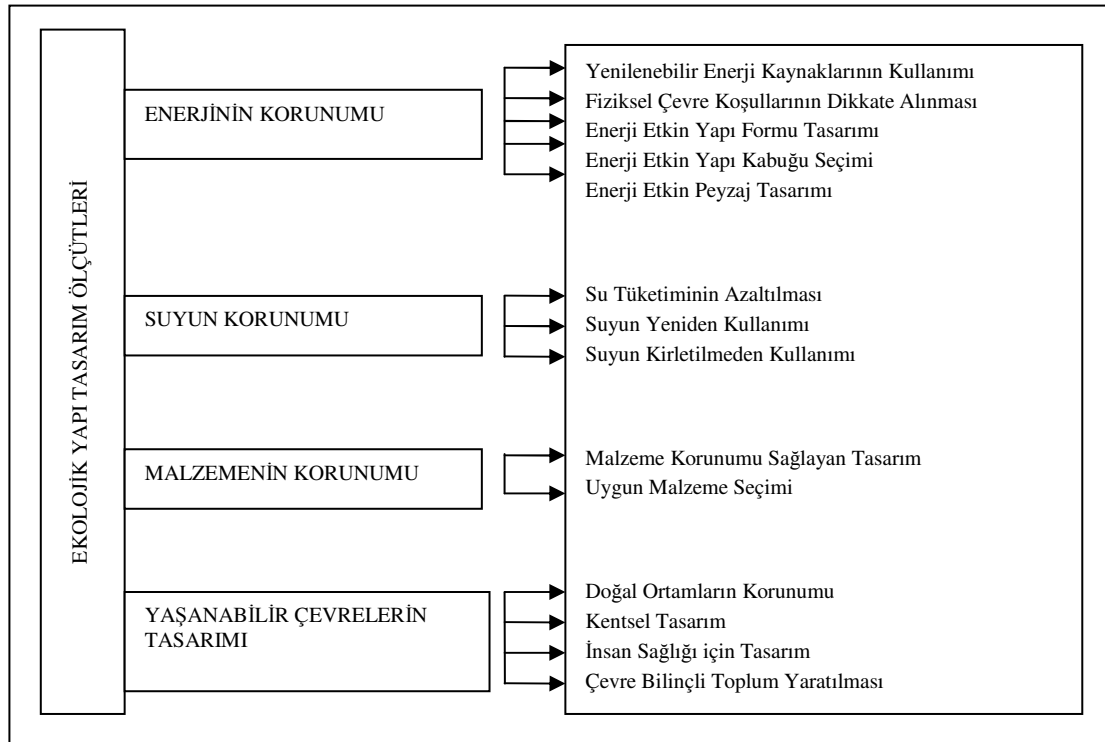 EKOLOJİK YAPI TASARIM ÖLÇÜTLERİ
ENERJİNİN KORUNUMU
Yenilenebilir Enerji Kaynaklarının Kullanımı
Fiziksel Çevre Koşullarının Dikkate Alınması
Enerji Etkin Yapı Formu Tasarımı
Enerji Etkin Yapı Kabuğu Seçimi
Enerji Etkin Peyzaj Tasarımı
SUYUN KORUNUMU
Su Tüketiminin Azaltılması
Suyun Yeniden Kullanımı
Suyun Kirletilmeden Kullanımı
MALZEMENİN KORUNUMU
Malzeme Korunumu Sağlayan Tasarım
Uygun Malzeme Seçimi
YAŞANABİLİR ÇEVRELERİN
TASARIMI
Doğal Ortamların Korunumu
Kentsel Tasarım
İnsan Sağlığı için Tasarım
Çevre Bilinçli Toplum Yaratılması